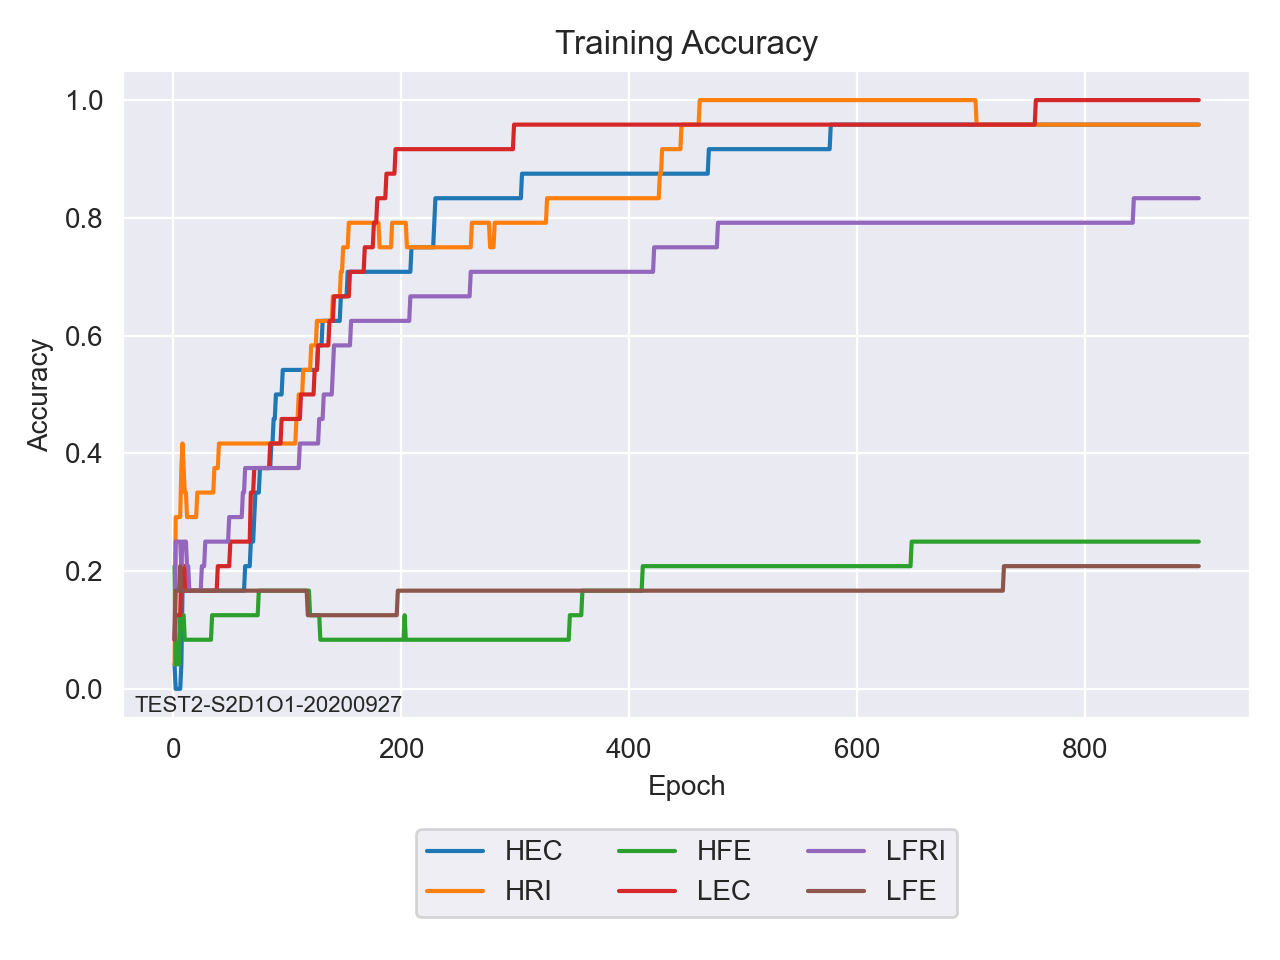 Training Accuracy
Accuracy
1.0
0.8
0.6
0.4
0.2
0.0
TEST2-S2D1O1-20200927
0 200 400 600 800
Epoch
HEC HFE LFRI
HRI LEC LFE